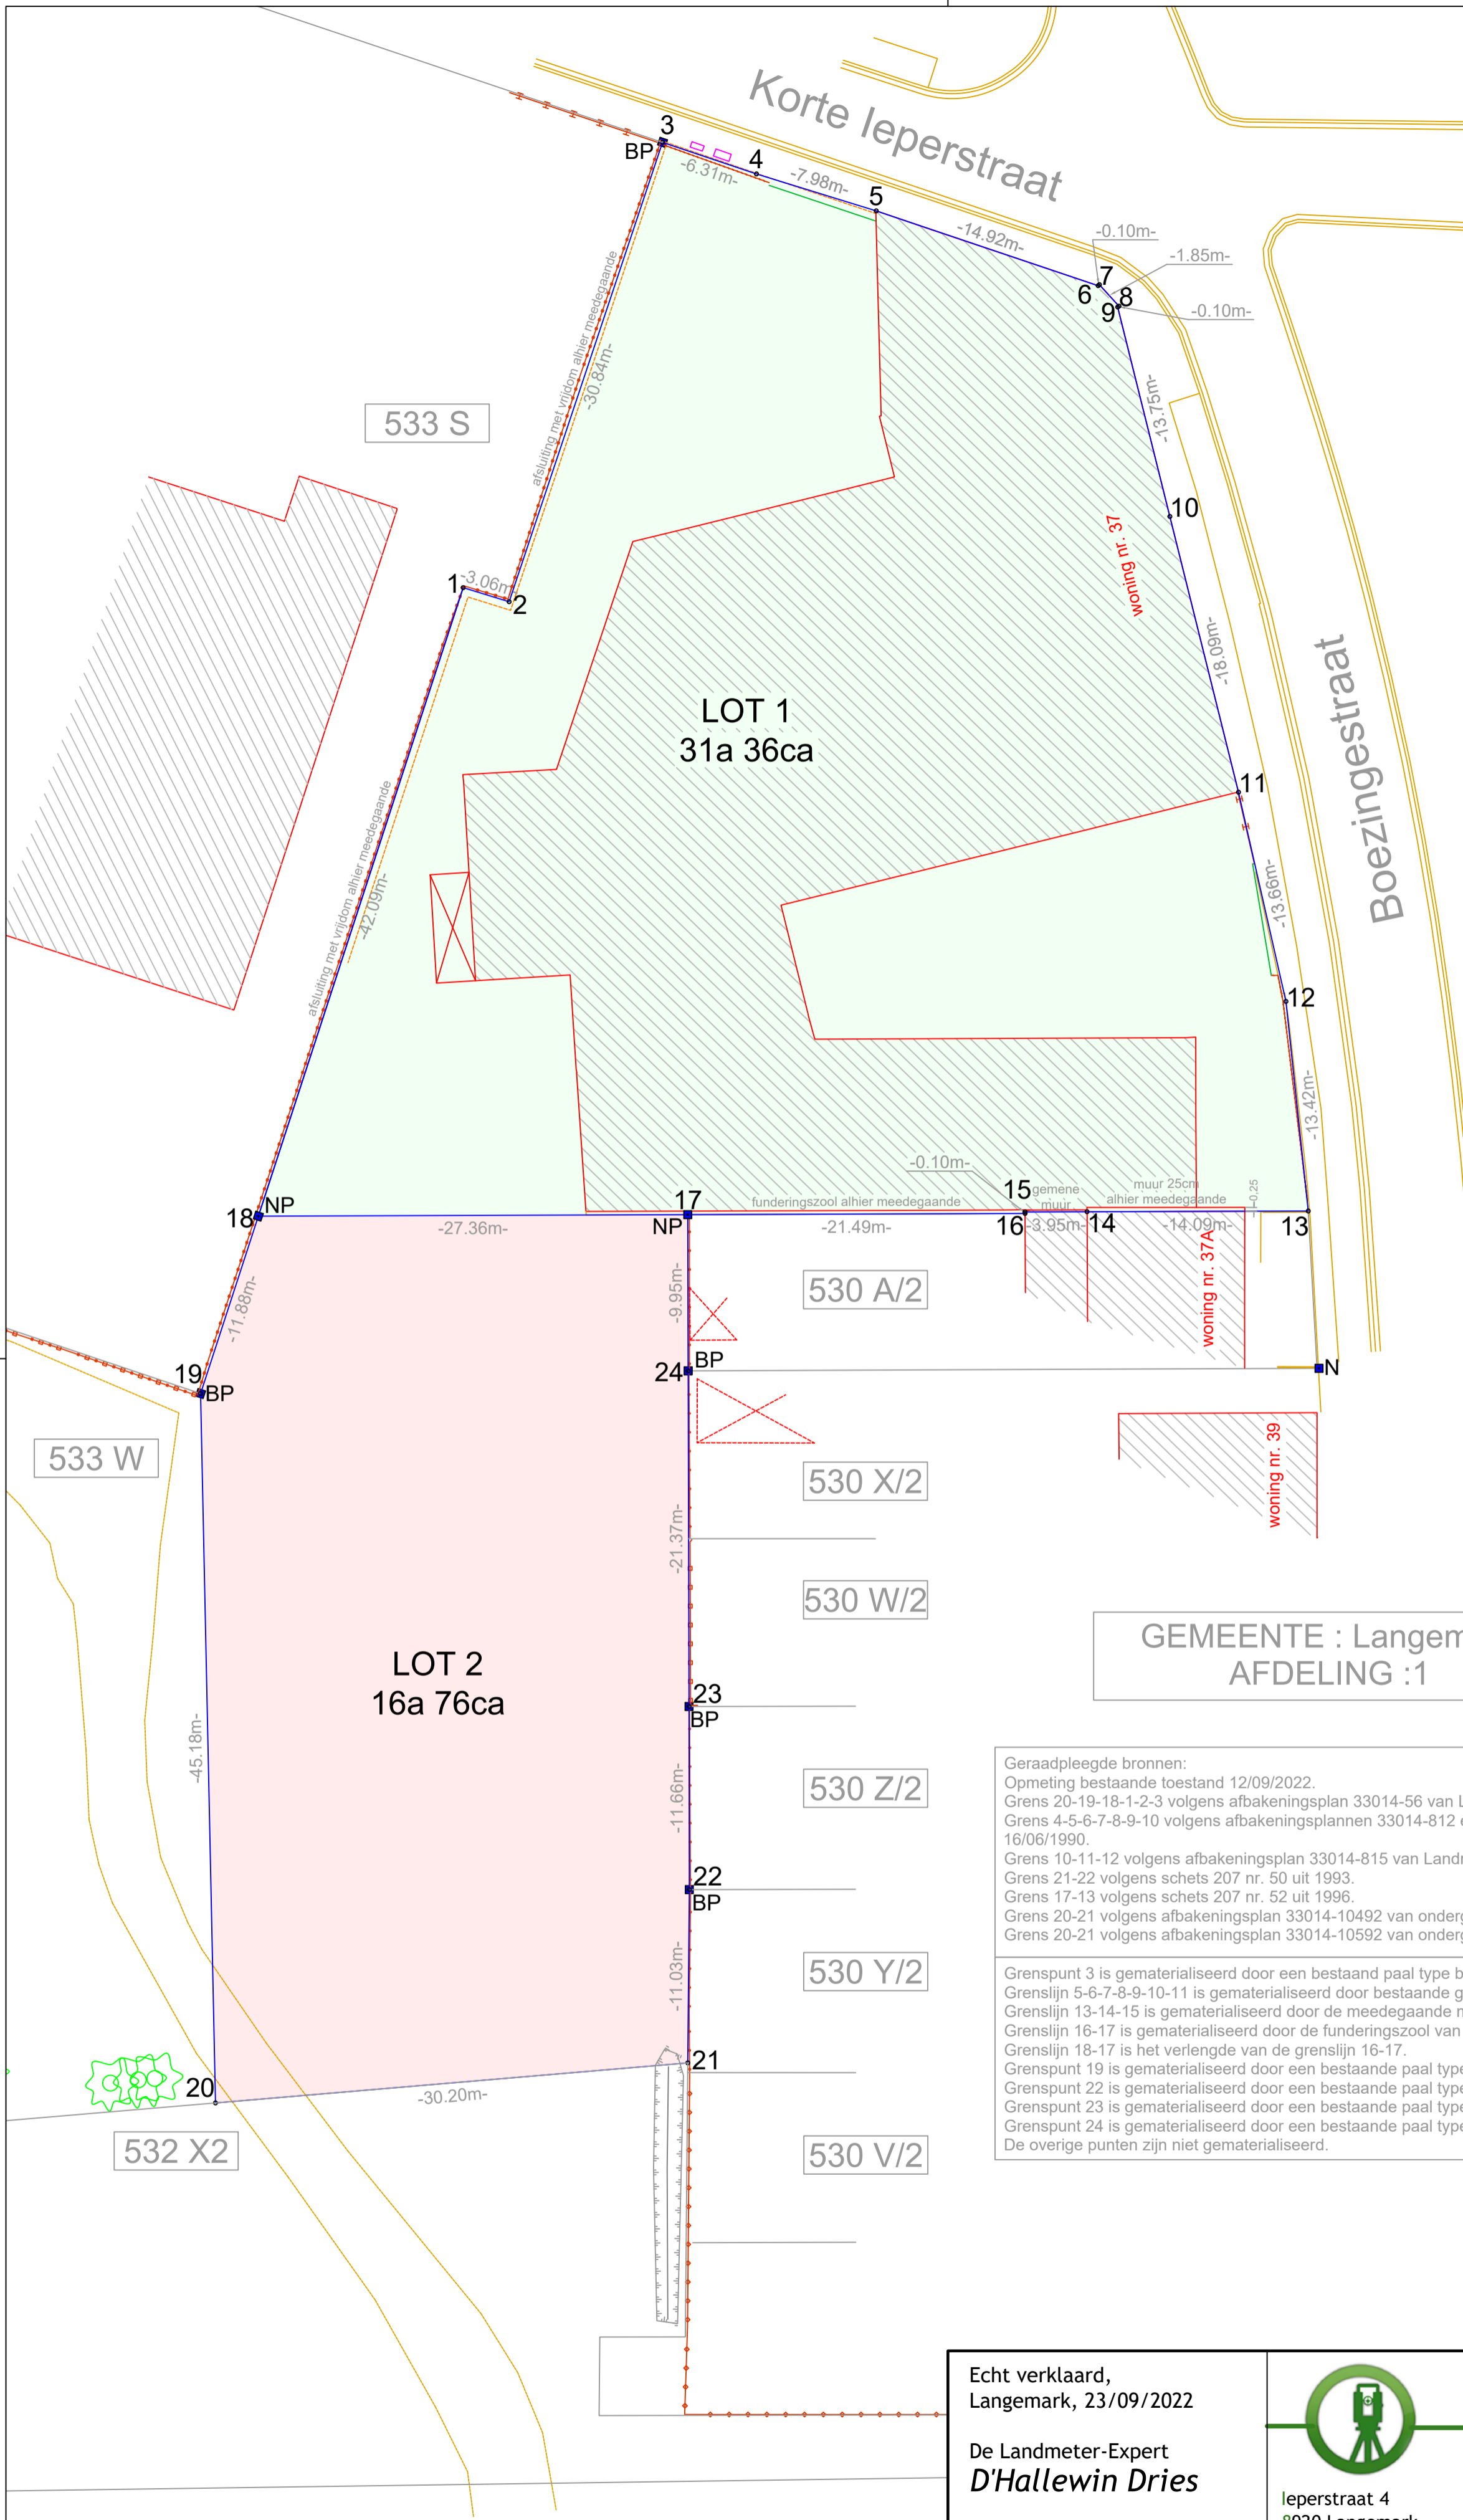 Korte Ieperstraat
3
BP
-6.31m-
4
-7.98m-
5
-14.92m-
-0.10m-
7
-1.85m-
6
8
9
-0.10m-
afsluiting met vrijdom alhier meedegaande
-30.84m-
-13.75m-
533 S
10
woning nr. 37
1
-3.06m
2
-18.09m-
Boezingestraat
LOT 1
31a 36ca
11
afsluiting met vrijdom alhier meedegaande
-42.09m-
-13.66m-
12
-13.42m-
-0.10m-
15
gemene
muur
muur 25cm
alhier meedegaande
0.25
18
NP
17
NP
funderingszool alhier meedegaande
-27.36m-
-21.49m-
16
-3.95m-
14
-14.09m-
13
-11.88m-
-9.95m-
530 A/2
woning nr. 37A
19
BP
24
BP
N
533 W
530 X/2
woning nr. 39
-21.37m-
530 W/2
GEMEENTE : Langem
AFDELING :1
LOT 2
16a 76ca
23
BP
-45.18m-
-11.66m-
530 Z/2
Geraadpleegde bronnen:
Opmeting bestaande toestand 12/09/2022.
Grens 20-19-18-1-2-3 volgens afbakeningsplan 33014-56 van L
Grens 4-5-6-7-8-9-10 volgens afbakeningsplannen 33014-812 e
16/06/1990.
Grens 10-11-12 volgens afbakeningsplan 33014-815 van Land
Grens 21-22 volgens schets 207 nr. 50 uit 1993.
Grens 17-13 volgens schets 207 nr. 52 uit 1996.
Grens 20-21 volgens afbakeningsplan 33014-10492 van onder
Grens 20-21 volgens afbakeningsplan 33014-10592 van onder
22
BP
-11.03m-
530 Y/2
Grenspunt 3 is gematerialiseerd door een bestaand paal type b
Grenslijn 5-6-7-8-9-10-11 is gematerialiseerd door bestaande g
Grenslijn 13-14-15 is gematerialiseerd door de meedegaande
Grenslijn 16-17 is gematerialiseerd door de funderingszool van
Grenslijn 18-17 is het verlengde van de grenslijn 16-17.
Grenspunt 19 is gematerialiseerd door een bestaande paal type
Grenspunt 22 is gematerialiseerd door een bestaande paal type
Grenspunt 23 is gematerialiseerd door een bestaande paal type
Grenspunt 24 is gematerialiseerd door een bestaande paal type
De overige punten zijn niet gematerialiseerd.
21
20
-30.20m-
532 X2
530 V/2
Echt verklaard,
Langemark, 23/09/2022
De Landmeter-Expert
D'Hallewin Dries
Ieperstraat 4
8920 Langemark